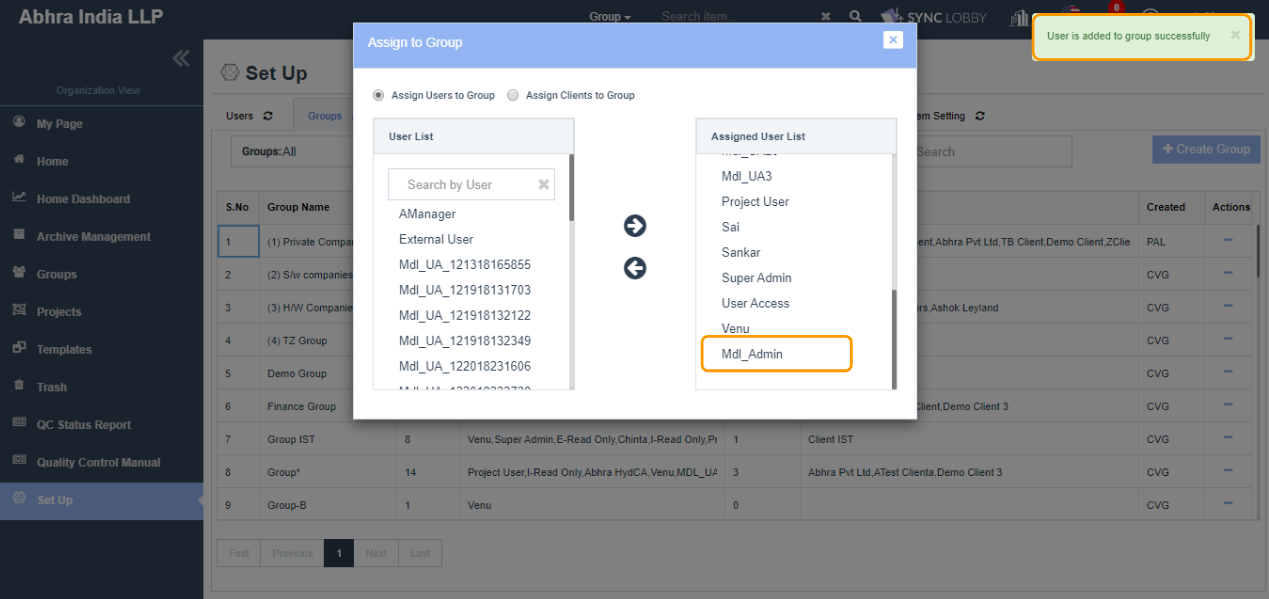 Abhra India LLP
Group
Search item...
SYNC LOBBY
0
User is added to group successfully
Organization View
My Page
Home
Home Dashboard
Archive Management
Groups
Projects
Templates
Trash
QC Status Report
Quality Control Manual
Set Up
Set Up
Users
Groups
em Setting
Groups:All
Search
Create Group
Assign to Group
Assign Users to Group
Assign Clients to Group
User List
Search by User
AManager
External User
Mdl_UA_121318165855
Mdl_UA_121918131703
Mdl_UA_121918132122
Mdl_UA_121918132349
Mdl_UA_122018231606
Assigned User List
Mdl_UA3
Project User
Sai
Sankar
Super Admin
User Access
Venu
Mdl_Admin
S.No Group Name Created Actions
1 (1) Private Compa ent,Abhra Pvt Ltd,TB Client,Demo Client,ZClie PAL
2 (2) S/w companies CVG
3 (3) H/W Companie rs,Ashok Leyland CVG
4 (4) TZ Group CVG
5 Demo Group CVG
6 Finance Group Client,Demo Client 3 CVG
7 Group IST 8 Venu,Super Admin,E-Read Only,Chinta,I-Read Only,Pr 1 Client IST CVG
8 Group* 14 Project User,I-Read Only,Abhra HydCA,Venu,MDL_UA 3 Abhra Pvt Ltd,ATest Clienta,Demo Client 3 CVG
9 Group-B 1 Venu 0 CVG
First Previous 1 Next Last